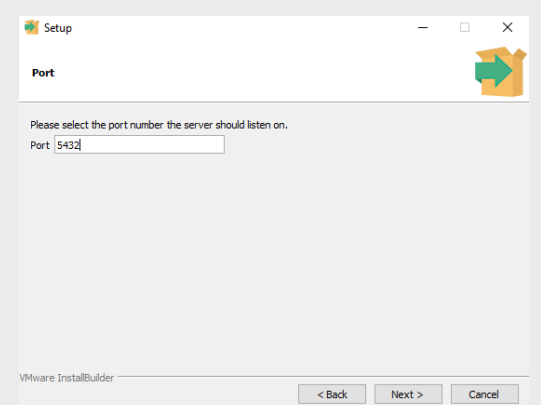 Setup
Port
Please select the port number the server should listen on.
Port 5432
VMware InstallBuilder
< Back Next > Cancel